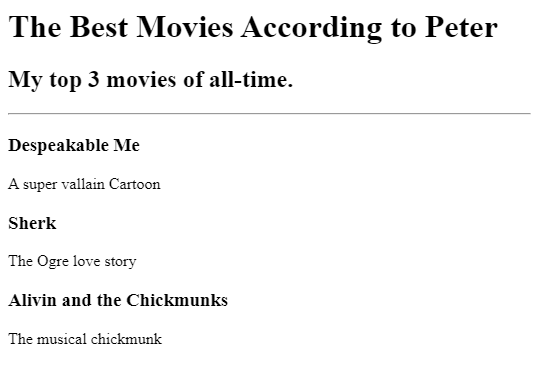 The Best Movies According to Peter
My top 3 movies of all-time.
Despeakable Me
A super vallain Cartoon
Sherk
The Ogre love story
Alivin and the Chickmunks
The musical chickmunk